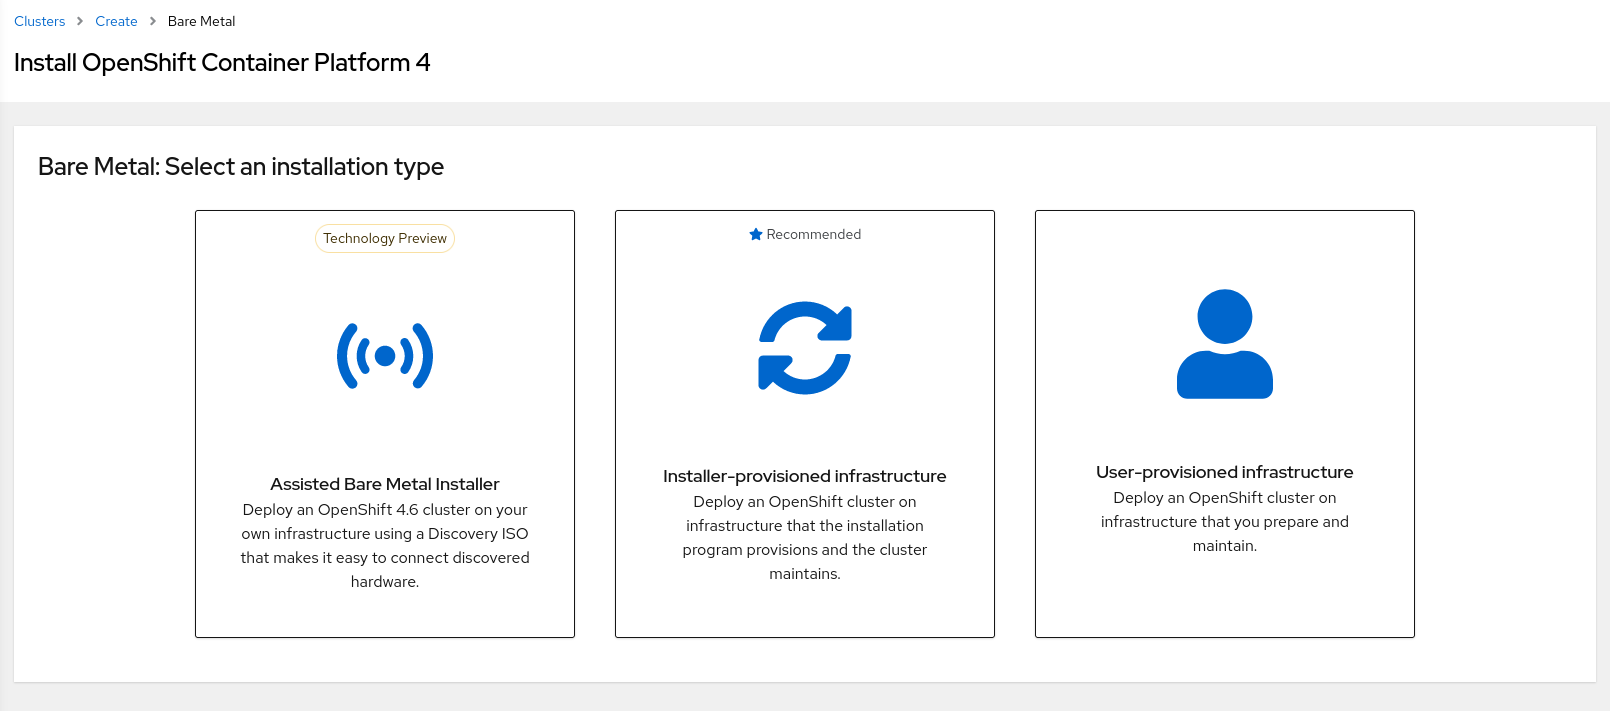 Clusters > Create > Bare Metal
Install OpenShift Container Platform 4
Bare Metal: Select an installation type
Technology Preview
Assisted Bare Metal Installer
Deploy an OpenShift 4.6 cluster on your
own infrastructure using a Discovery ISO
that makes it easy to connect discovered
hardware.
Recommended
Installer-provisioned infrastructure
Deploy an OpenShift cluster on
infrastructure that the installation
program provisions and the cluster
maintains.
User-provisioned infrastructure
Deploy an OpenShift cluster on
infrastructure that you prepare and
maintain.